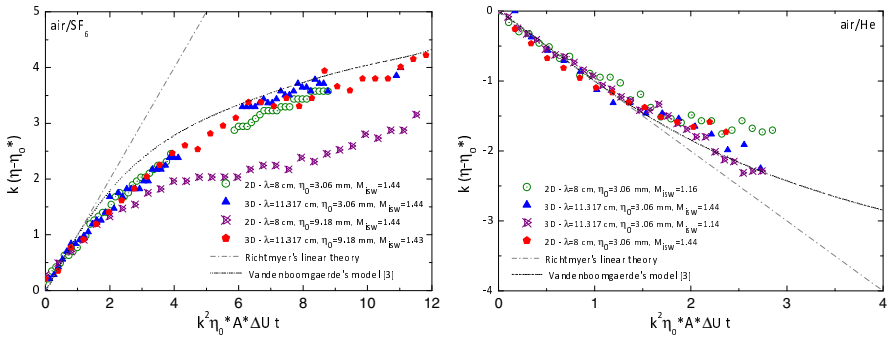 air/SF6
k (η−η0*)
5
4
3
2
1
0
2D - λ=8 cm, η0=3.06 mm, Misw=1.44
3D - λ=11.317 cm, η0=3.06 mm, Misw=1.44
2D - λ=8 cm, η0=9.18 mm, Misw=1.44
3D - λ=11.317 cm, η0=9.18 mm, Misw=1.43
Richtmyer's linear theory
Vandenboomgaerde's model [3]
0 2 4 6 8 10 12
k²η0*A*ΔU t
air/He
k (η−η0*)
0
-1
-2
-3
-4
2D - λ=8 cm, η0=3.06 mm, Misw=1.16
3D - λ=11.317 cm, η0=3.06 mm, Misw=1.44
3D - λ=11.317 cm, η0=3.06 mm, Misw=1.14
2D - λ=8 cm, η0=3.06 mm, Misw=1.44
Richtmyer's linear theory
Vandenboomgaerde's model [3]
0 1 2 3 4
k²η0*A*ΔU t